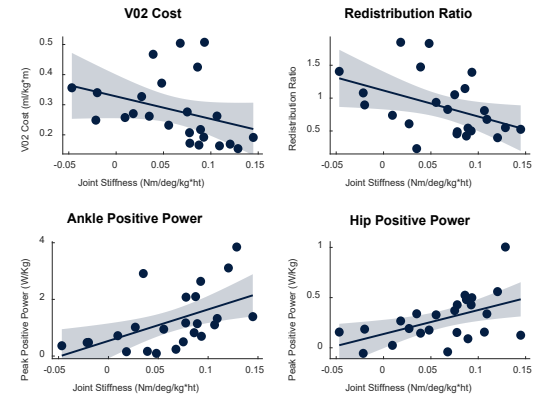 V02 Cost
0.5
0.4
0.3
0.2
V02 Cost (ml/kg*m)
-0.05 0 0.05 0.10 0.15
Joint Stiffness (Nm/deg/kg*ht)
Redistribution Ratio
1.5
1
0.5
Redistribution Ratio
-0.05 0 0.05 0.10 0.15
Joint Stiffness (Nm/deg/kg*ht)
Ankle Positive Power
4
2
0
Peak Positive Power (W/Kg)
-0.05 0 0.05 0.10 0.15
Joint Stiffness (Nm/deg/kg*ht)
Hip Positive Power
1
0.5
0
Peak Positive Power (W/Kg)
-0.05 0 0.05 0.10 0.15
Joint Stiffness (Nm/deg/kg*ht)